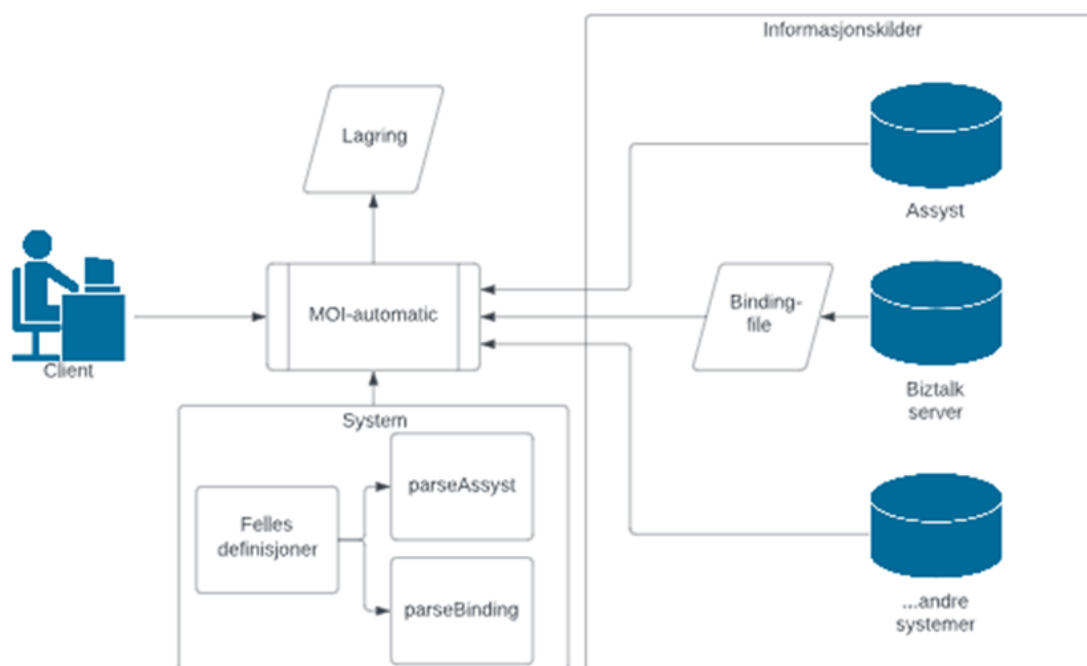 Informasjonskilder
Lagring
Assyst
MOI-automatic
Binding-
file
Client
Biztalk
server
System
parseAssyst
Felles
definisjoner
parseBinding
...andre
systemer